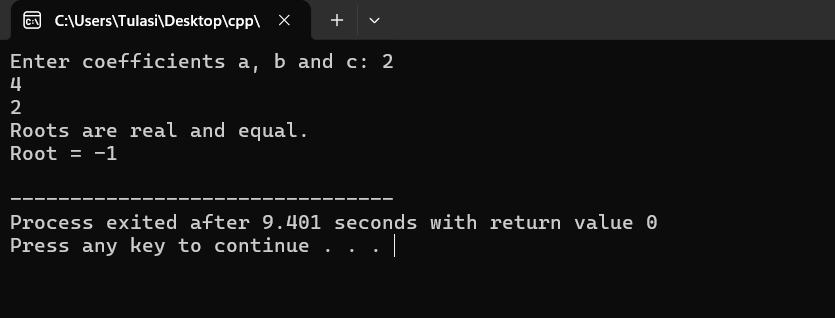 C:\Users\Tulasi\Desktop\cpp\
Enter coefficients a, b and c: 2
4
2
Roots are real and equal.
Root = -1
--------------------------------
Process exited after 9.401 seconds with return value 0
Press any key to continue . . .